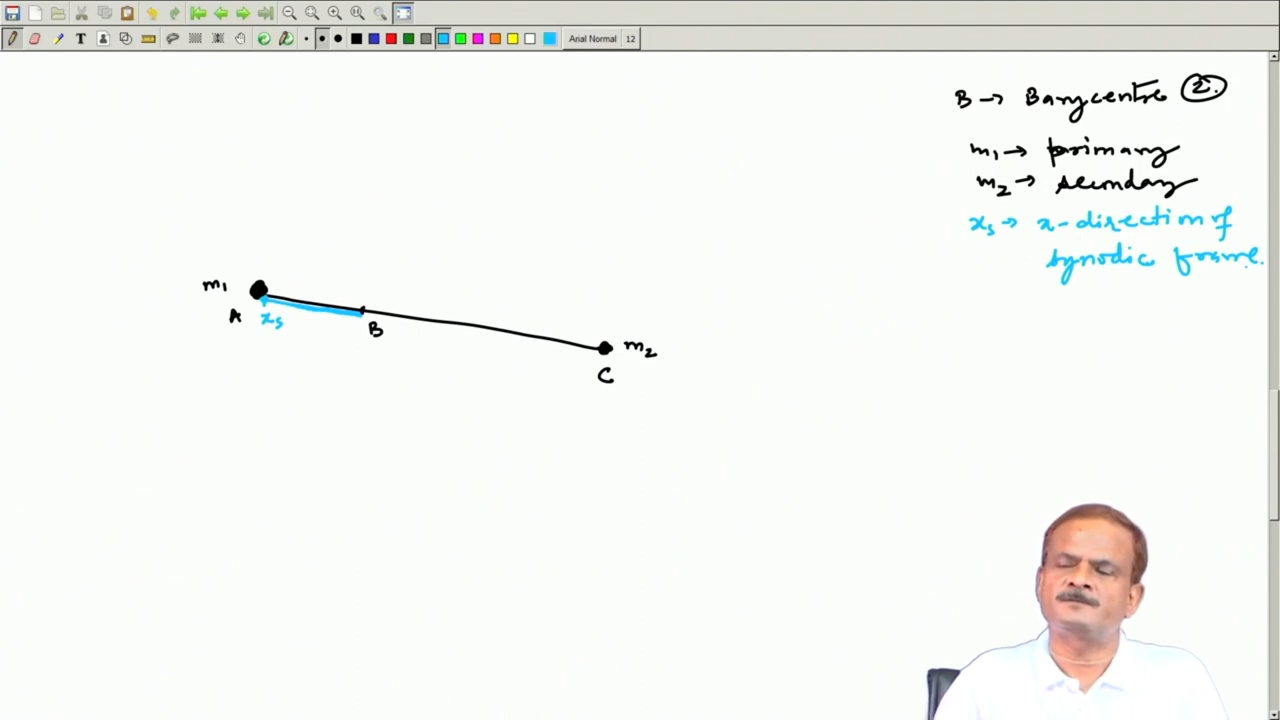 Arial Normal 12
B → Barycentre ②.
m₁ → primary
m₂ → secondary
xₛ → x-direction of
synodic frame.
m₁
A xₛ
B
m₂
C